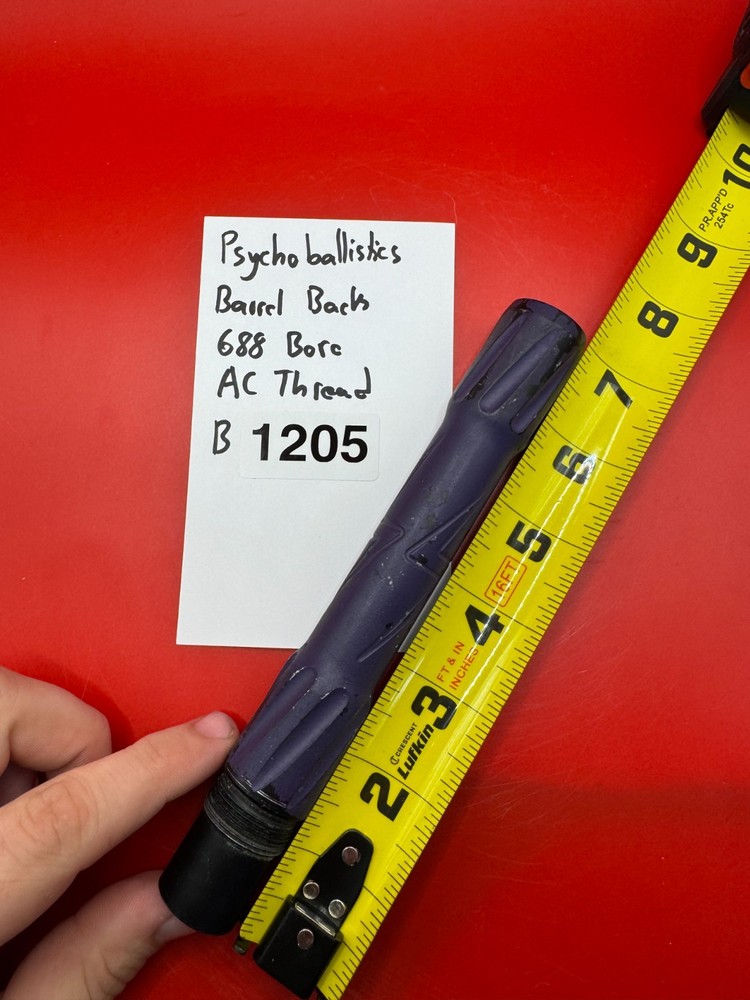 Psychoballistics
Barrel Back
688 Bore
AC Thread
B 1205
10
P.R.APP'D
254Tc
9
8
7
6
5
16FT
4
FT & IN
INCHES
3
CRESCENT
Lufkin
2